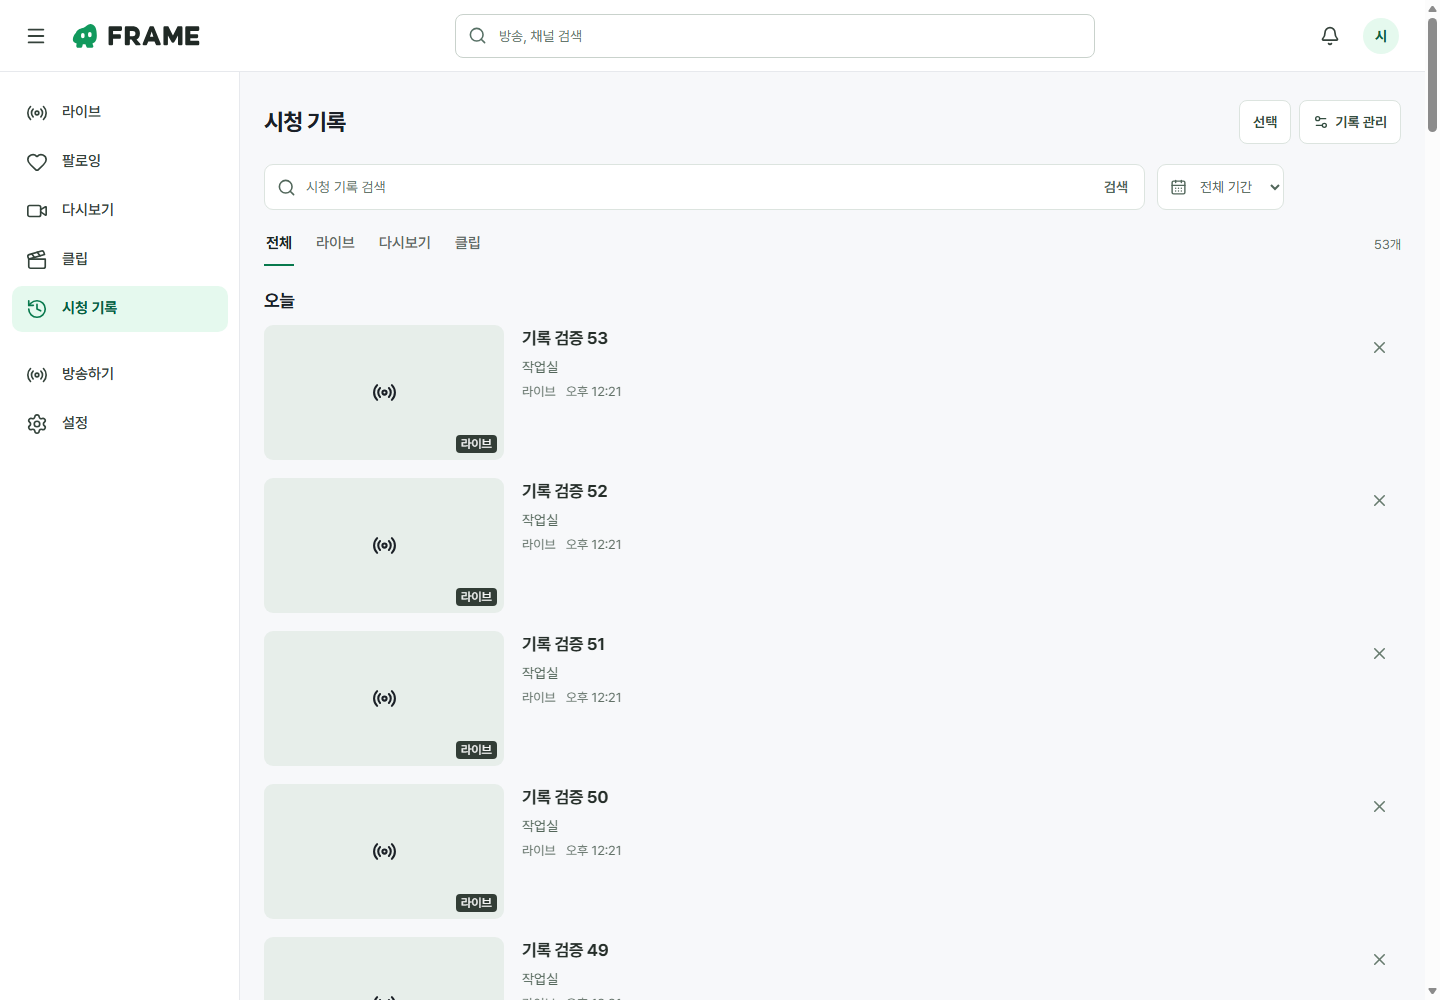 FRAME
방송, 채널 검색
시
라이브
팔로잉
다시보기
클립
시청 기록
방송하기
설정
시청 기록
선택
기록 관리
시청 기록 검색
검색
전체 기간
전체
라이브
다시보기
클립
53개
오늘
라이브
기록 검증 53
작업실
라이브 오후 12:21
라이브
기록 검증 52
작업실
라이브 오후 12:21
라이브
기록 검증 51
작업실
라이브 오후 12:21
라이브
기록 검증 50
작업실
라이브 오후 12:21
기록 검증 49
작업실